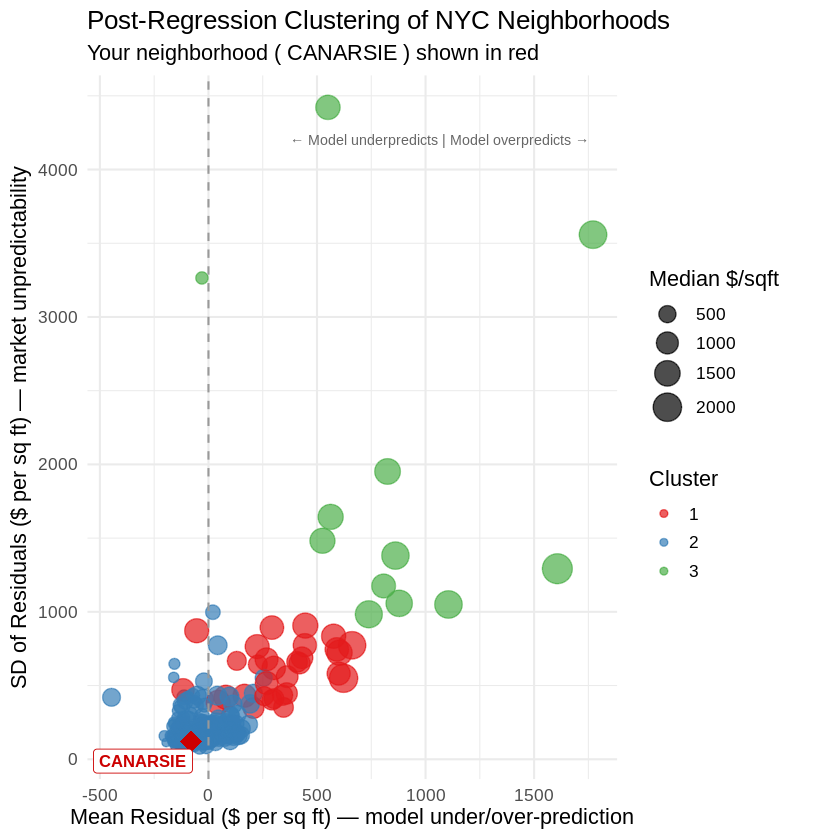 Post-Regression Clustering of NYC Neighborhoods
Your neighborhood ( CANARSIE ) shown in red
SD of Residuals ($ per sq ft) — market unpredictability
4000
3000
2000
1000
0
← Model underpredicts | Model overpredicts →
CANARSIE
-500
0
500
1000
1500
Mean Residual ($ per sq ft) — model under/over-prediction
Median $/sqft
500
1000
1500
2000
Cluster
1
2
3